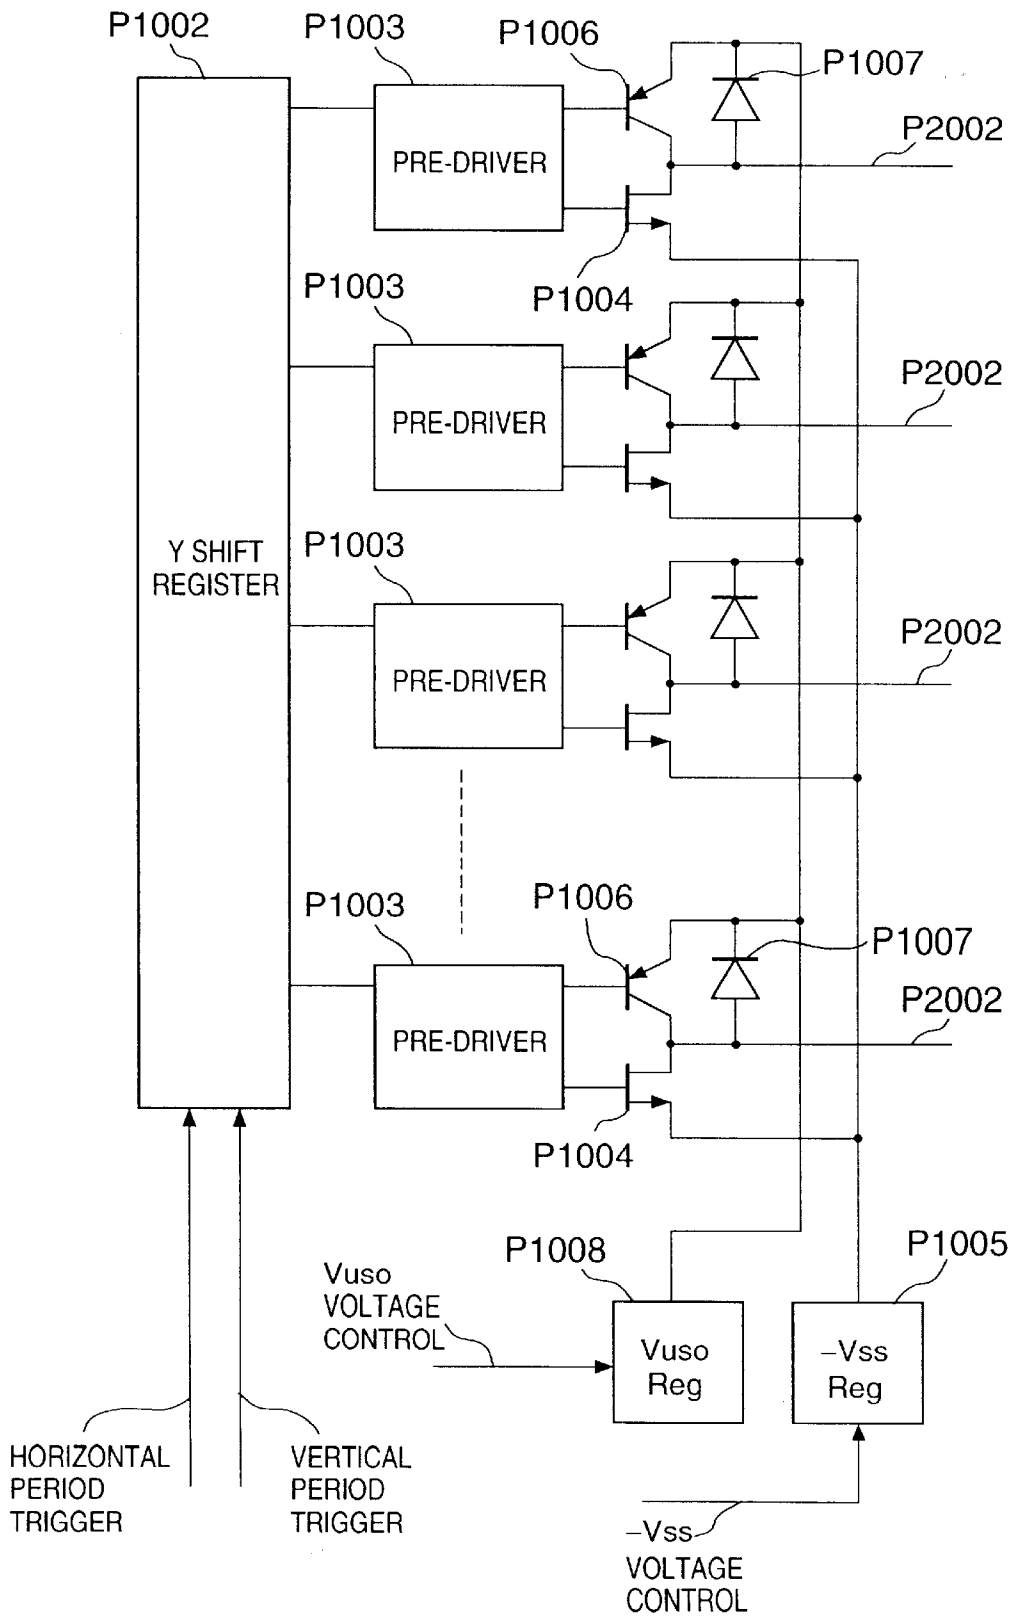 P1002
P1003
P1006
P1007
P2002
PRE-DRIVER
P1004
P1003
P2002
PRE-DRIVER
P1003
Y SHIFT
REGISTER
P2002
PRE-DRIVER
P1003
P1006
P1007
P2002
PRE-DRIVER
P1004
P1008
P1005
Vuso
VOLTAGE
CONTROL
Vuso
Reg
–Vss
Reg
HORIZONTAL
PERIOD
TRIGGER
VERTICAL
PERIOD
TRIGGER
–Vss
VOLTAGE
CONTROL